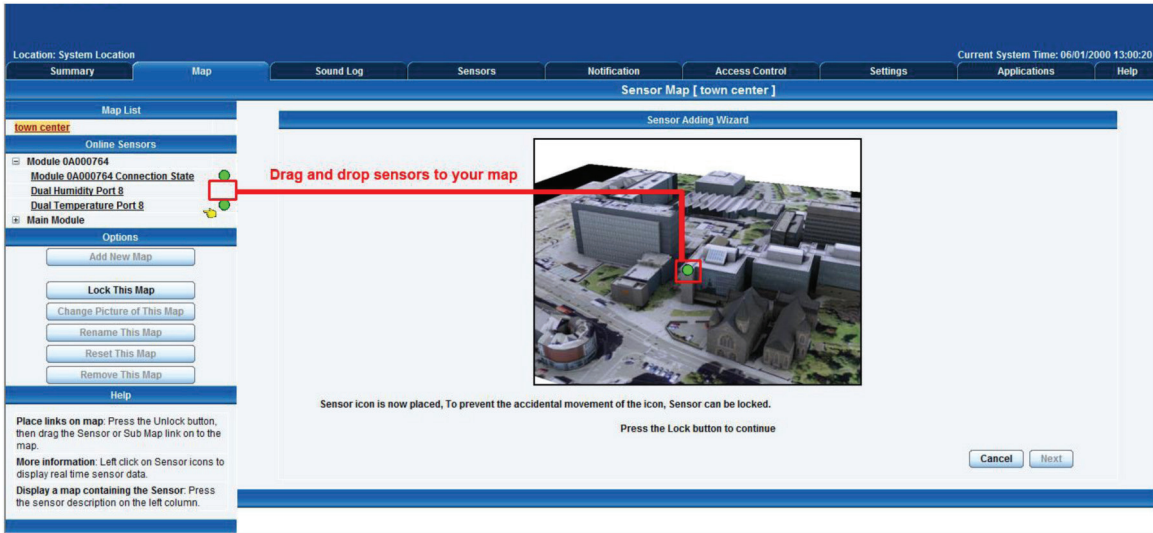 Location: System Location
Current System Time: 06/01/2000 13:00:20
Summary
Map
Sound Log
Sensors
Notification
Access Control
Settings
Applications
Help
Sensor Map [ town center ]
Map List
town center
Online Sensors
Module 0A000764
Module 0A000764 Connection State
Dual Humidity Port 8
Dual Temperature Port 8
Main Module
Options
Add New Map
Lock This Map
Change Picture of This Map
Rename This Map
Reset This Map
Remove This Map
Help
Place links on map: Press the Unlock button,
then drag the Sensor or Sub Map link on to the
map.
More information: Left click on Sensor icons to
display real time sensor data.
Display a map containing the Sensor: Press
the sensor description on the left column.
Sensor Adding Wizard
Drag and drop sensors to your map
Sensor icon is now placed, To prevent the accidental movement of the icon, Sensor can be locked.
Press the Lock button to continue
Cancel
Next